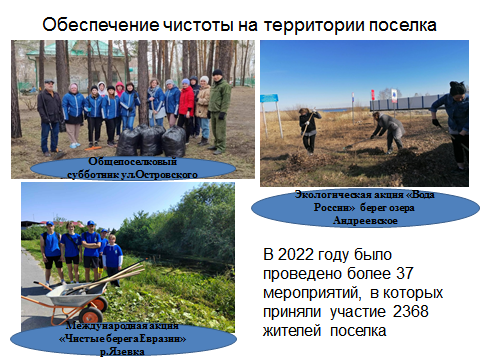 Обеспечение чистоты на территории поселка
Общепоселковый
субботник ул.Островского
Экологическая акция «Вода
России» берег озера
Андреевское
Международная акция
«Чистые берега Евразии»
р.Язевка
В 2022 году было
проведено более 37
мероприятий, в которых
приняли участие 2368
жителей поселка